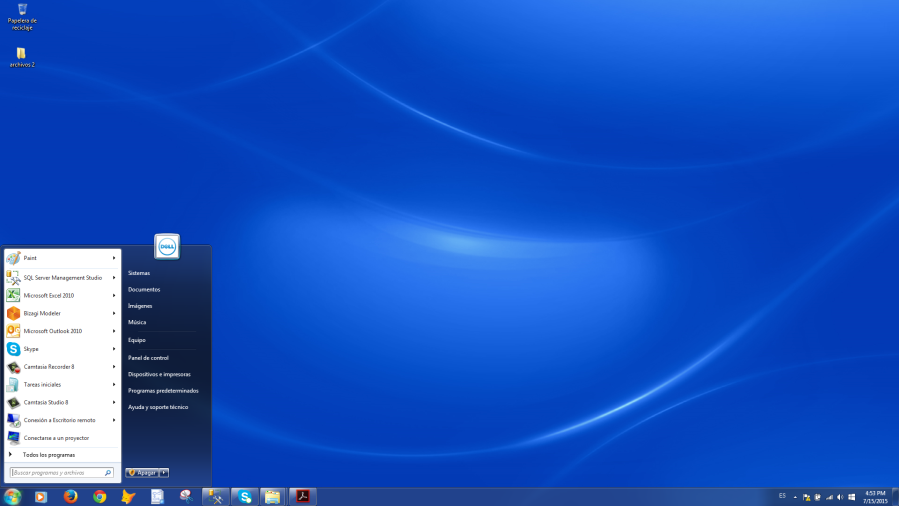 Papelera de
reciclaje
archivos 2
DELL
Paint
SQL Server Management Studio
Microsoft Excel 2010
Bizagi Modeler
Microsoft Outlook 2010
Skype
Camtasia Recorder 8
Tareas iniciales
Camtasia Studio 8
Conexión a Escritorio remoto
Conectarse a un proyector
Todos los programas
Buscar programas y archivos
Sistemas
Documentos
Imágenes
Música
Equipo
Panel de control
Dispositivos e impresoras
Programas predeterminados
Ayuda y soporte técnico
Apagar
ES
4:53 PM
7/15/2015